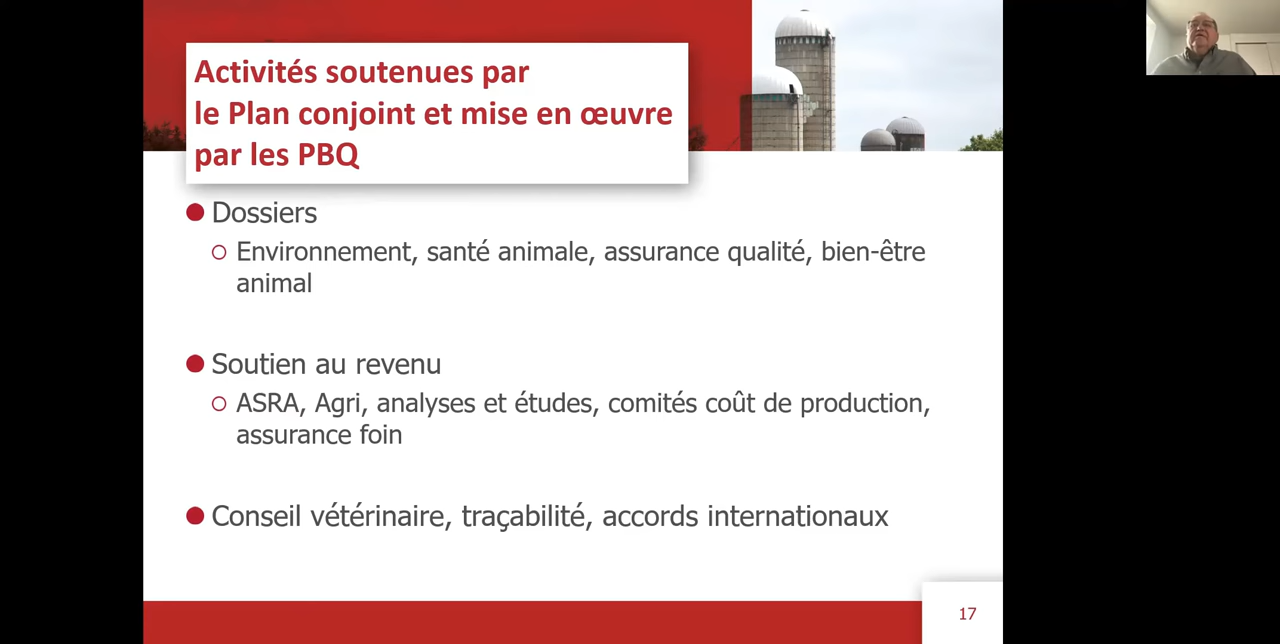 Activités soutenues par
le Plan conjoint et mise en œuvre
par les PBQ
Dossiers
Environnement, santé animale, assurance qualité, bien-être
animal
Soutien au revenu
ASRA, Agri, analyses et études, comités coût de production,
assurance foin
Conseil vétérinaire, traçabilité, accords internationaux
17